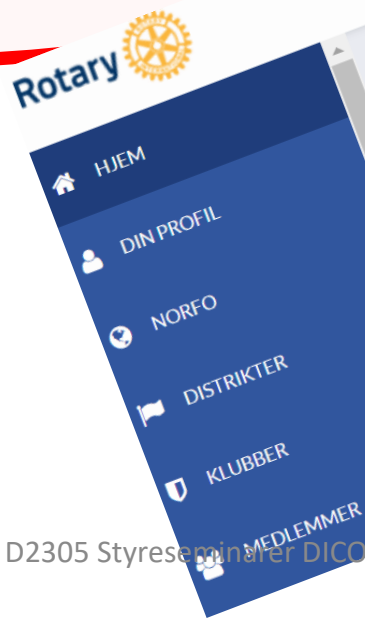 Rotary
HJEM
DIN PROFIL
NORFO
DISTRIKTER
KLUBBER
MEDLEMMER
D2305 Styreseminarer DICO